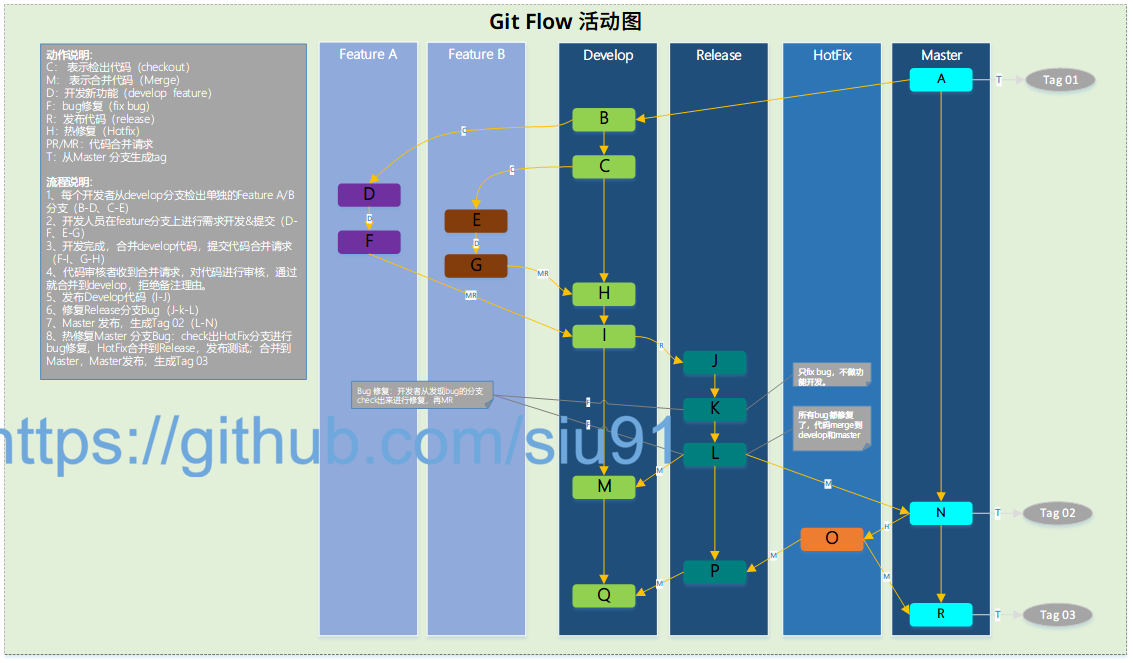 Git Flow 活动图
动作说明:
C： 表示检出代码（checkout）
M： 表示合并代码（Merge）
D：开发新功能（develop feature）
F：bug修复（fix bug）
R：发布代码（release）
H：热修复（Hotfix）
PR/MR：代码合并请求
T：从Master 分支生成tag
流程说明:
1、每个开发者从develop分支检出单独的Feature A/B
分支（B-D、C-E）
2、开发人员在feature分支上进行需求开发&提交（D-
F、E-G）
3、开发完成，合并develop代码，提交代码合并请求
（F-I、G-H）
4、代码审核者收到合并请求，对代码进行审核，通过
就合并到develop，拒绝备注理由。
5、发布Develop代码（I-J）
6、修复Release分支Bug（J-k-L）
7、Master 发布，生成Tag 02（L-N）
8、热修复Master 分支Bug：check出HotFix分支进行
bug修复，HotFix合并到Release，发布测试；合并到
Master，Master发布，生成Tag 03
Feature A
Feature B
Develop
Release
HotFix
Master
A
T
Tag 01
B
C
C
C
D
D
E
F
D
G
MR
MR
H
I
R
J
只fix bug，不做功
能开发。
Bug 修复：开发者从发现bug的分支
check出来进行修复，再MR
F
K
所有bug都修复
了，代码merge到
develop和master
F
L
https://github.com/siu91
M
M
M
N
T
Tag 02
H
O
M
P
M
M
Q
R
T
Tag 03